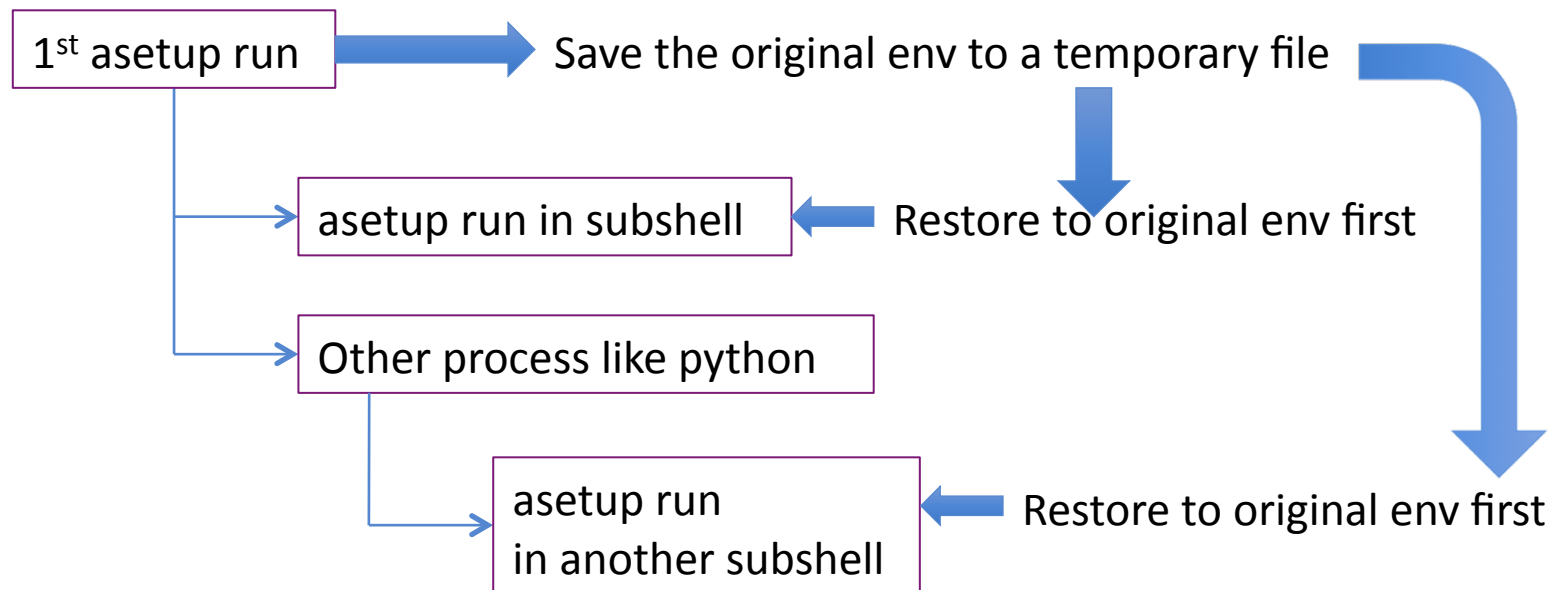 1st asetup run
Save the original env to a temporary file
asetup run in subshell
Restore to original env first
Other process like python
asetup run
in another subshell
Restore to original env first